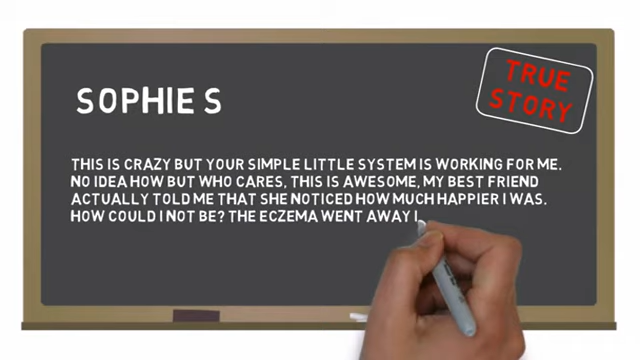 SOPHIE S
TRUE
STORY
THIS IS CRAZY BUT YOUR SIMPLE LITTLE SYSTEM IS WORKING FOR ME.
NO IDEA HOW BUT WHO CARES, THIS IS AWESOME, MY BEST FRIEND
ACTUALLY TOLD ME THAT SHE NOTICED HOW MUCH HAPPIER I WAS.
HOW COULD I NOT BE? THE ECZEMA WENT AWAY I